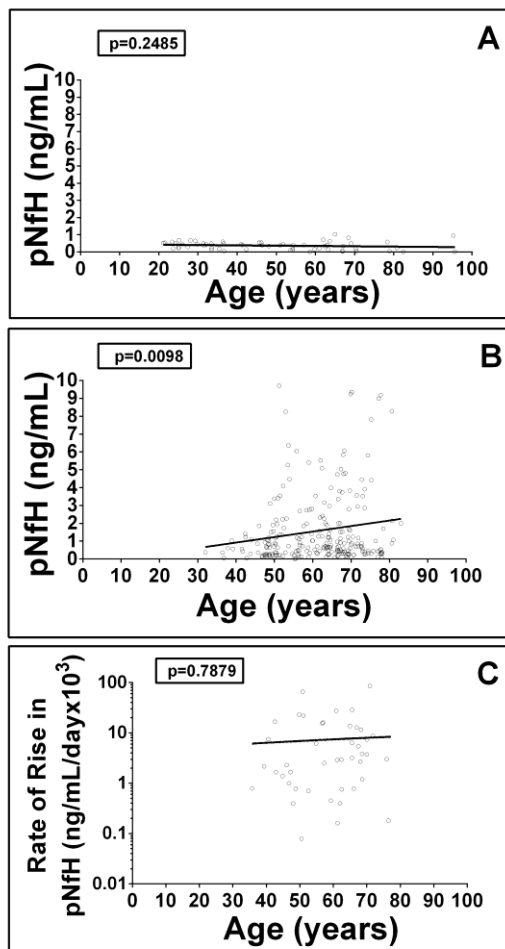 p=0.2485
A
pNfH (ng/mL)
10
9
8
7
6
5
4
3
2
1
0
0 10 20 30 40 50 60 70 80 90 100
Age (years)
p=0.0098
B
pNfH (ng/mL)
10
9
8
7
6
5
4
3
2
1
0
0 10 20 30 40 50 60 70 80 90 100
Age (years)
p=0.7879
C
Rate of Rise in
pNfH (ng/mL/dayx10³)
100
10
1
0.1
0.01
0 10 20 30 40 50 60 70 80 90 100
Age (years)